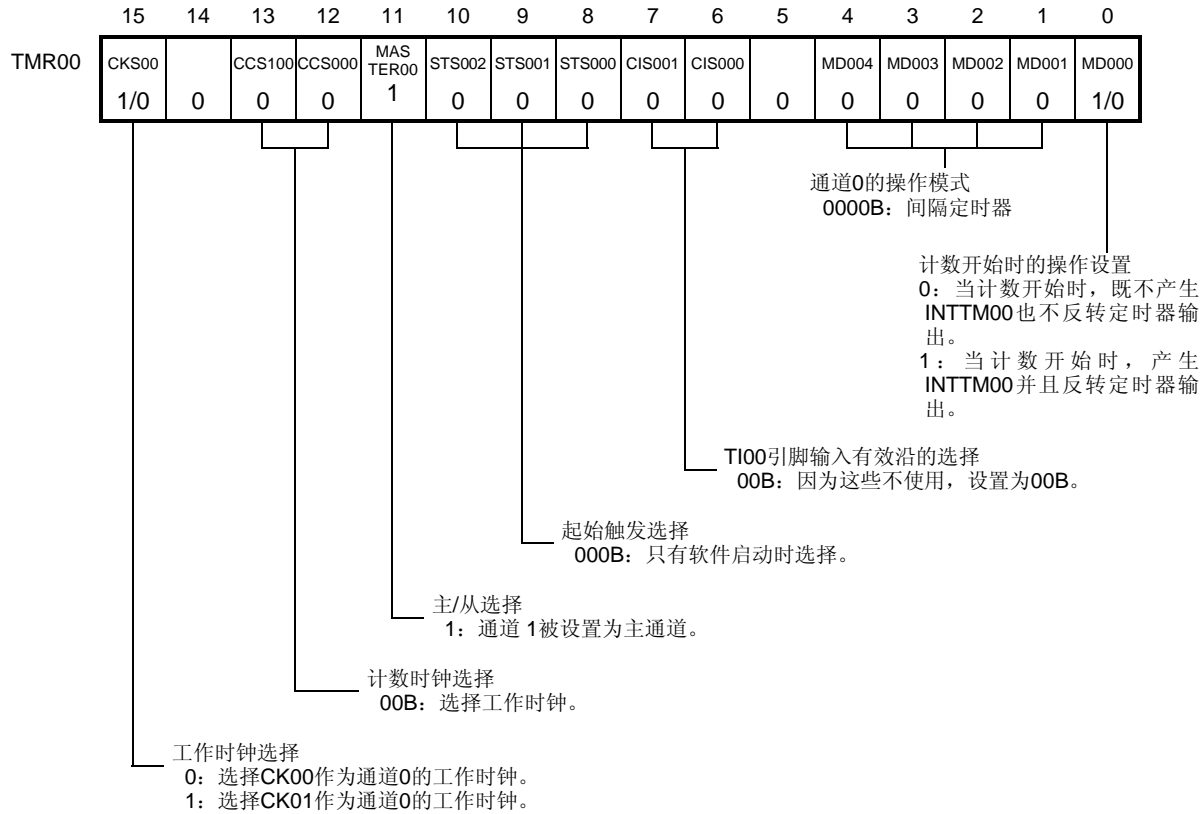 15 14 13 12 11 10 9 8 7 6 5 4 3 2 1 0
TMR00 CKS00 CCS100 CCS000 MAS TER00 STS002 STS001 STS000 CIS001 CIS000 MD004 MD003 MD002 MD001 MD000
1/0 0 0 0 1 0 0 0 0 0 0 0 0 0 0 1/0
通道0的操作模式
0000B：间隔定时器
计数开始时的操作设置
0：当计数开始时，既不产生
INTTM00也不反转定时器输
出。
1：当计数开始时，产生
INTTM00并且反转定时器输
出。
TI00引脚输入有效沿的选择
00B：因为这些不使用，设置为00B。
起始触发选择
000B：只有软件启动时选择。
主/从选择
1：通道 1被设置为主通道。
计数时钟选择
00B：选择工作时钟。
工作时钟选择
0：选择CK00作为通道0的工作时钟。
1：选择CK01作为通道0的工作时钟。